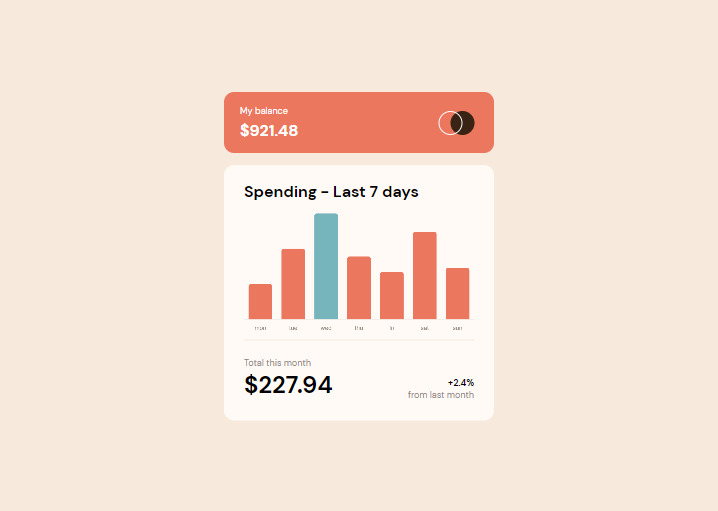 My balance
$921.48
Spending - Last 7 days
mon tue wed thu fri sat sun
Total this month
$227.94
+2.4%
from last month